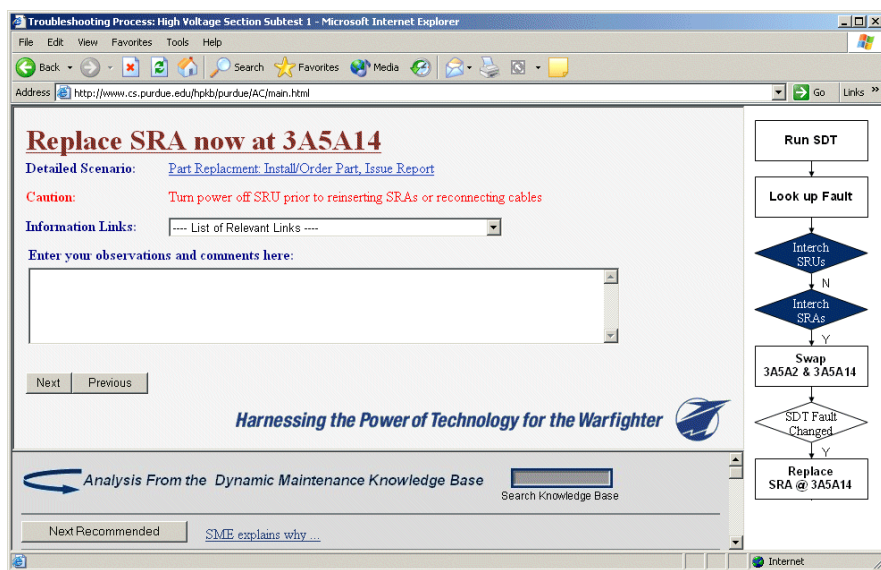 Troubleshooting Process: High Voltage Section Subtest 1 - Microsoft Internet Explorer
File Edit View Favorites Tools Help
Back Search Favorites Media
Address http://www.cs.purdue.edu/hpkb/purdue/AC/main.html Go Links »
Replace SRA now at 3A5A14
Detailed Scenario: Part Replacment: Install/Order Part, Issue Report
Caution: Turn power off SRU prior to reinserting SRAs or reconnecting cables
Information Links: ---- List of Relevant Links ----
Enter your observations and comments here:
Next Previous
Harnessing the Power of Technology for the Warfighter
Analysis From the Dynamic Maintenance Knowledge Base
Search Knowledge Base
Next Recommended SME explains why ...
Run SDT
Look up Fault
Interch
SRUs
N
Interch
SRAs
Y
Swap
3A5A2 & 3A5A14
SDT Fault
Changed
Y
Replace
SRA @ 3A5A14
Internet